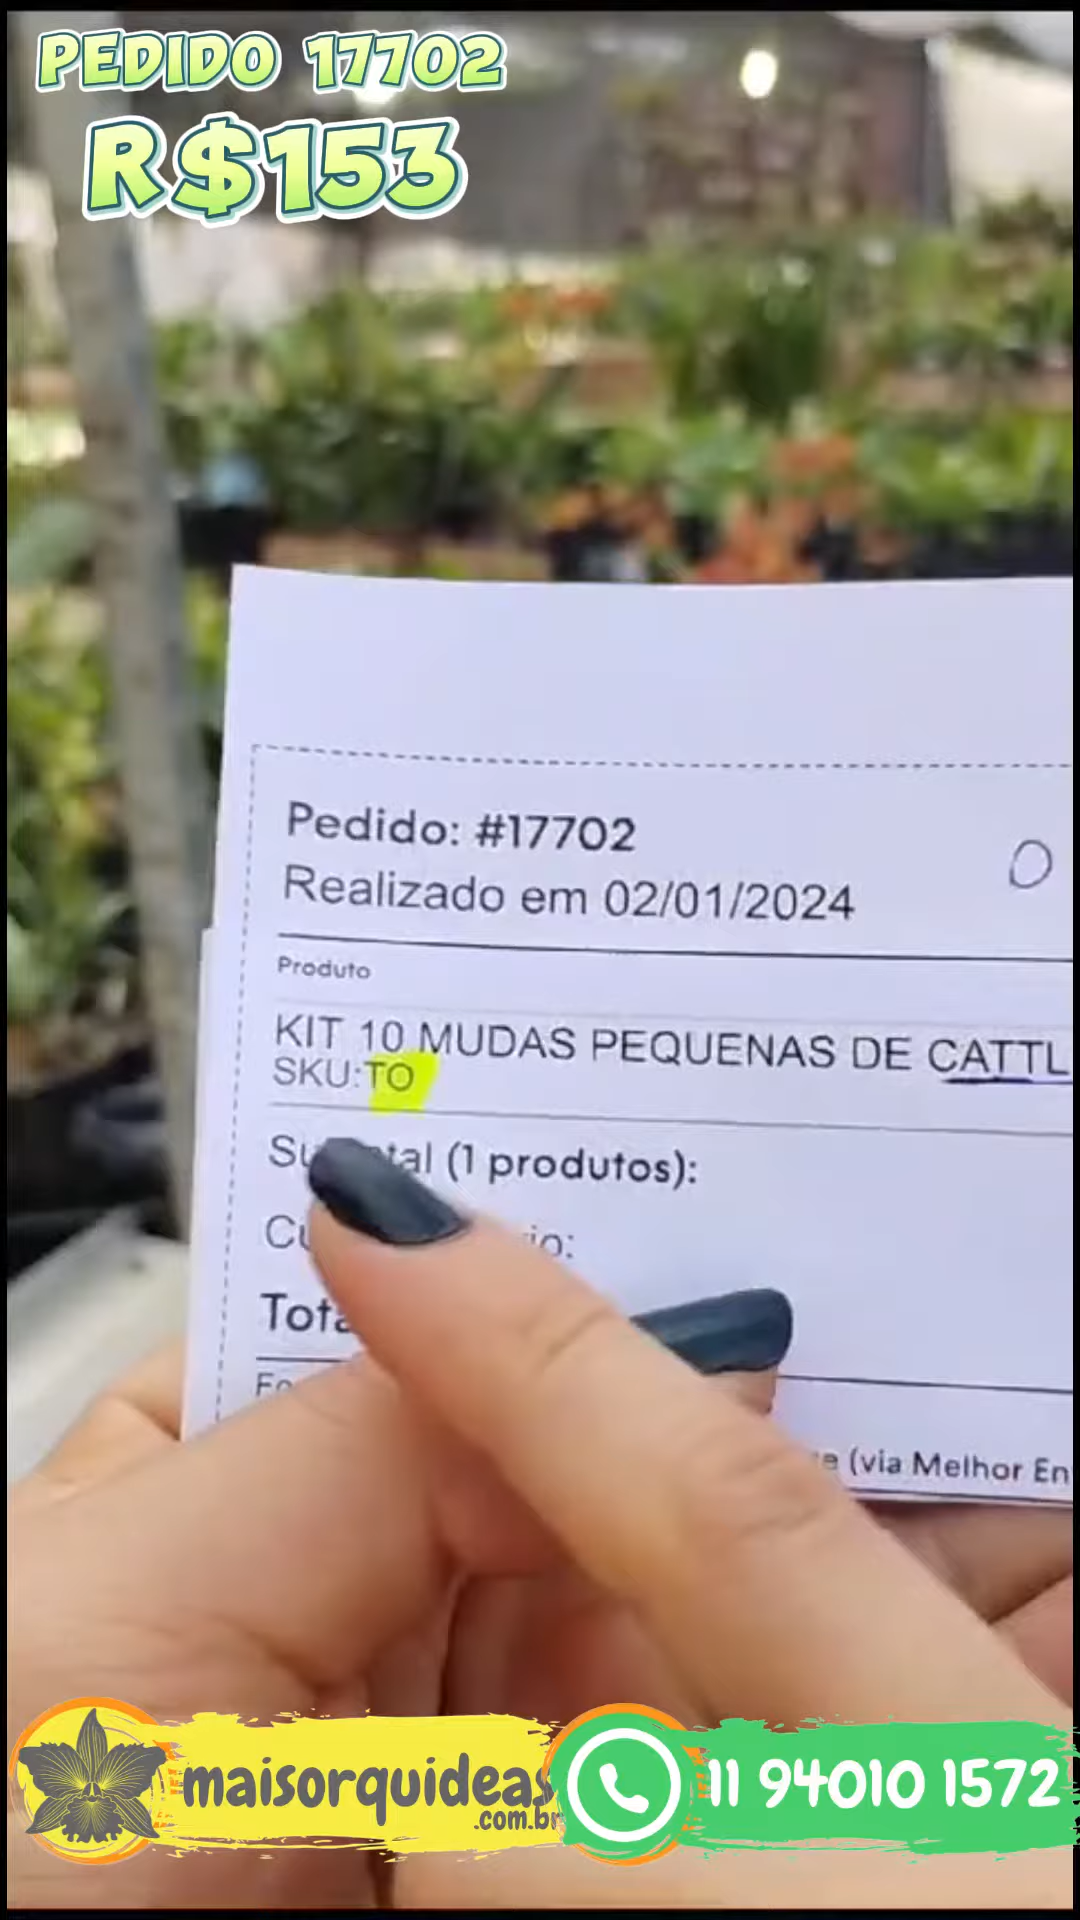 PEDIDO 17702
R$153
Pedido: #17702
Realizado em 02/01/2024
Produto
KIT 10 MUDAS PEQUENAS DE CATTL
SKU:TO
(1 produtos):
(via Melhor En
maisorquideas
.com.br
11 94010 1572